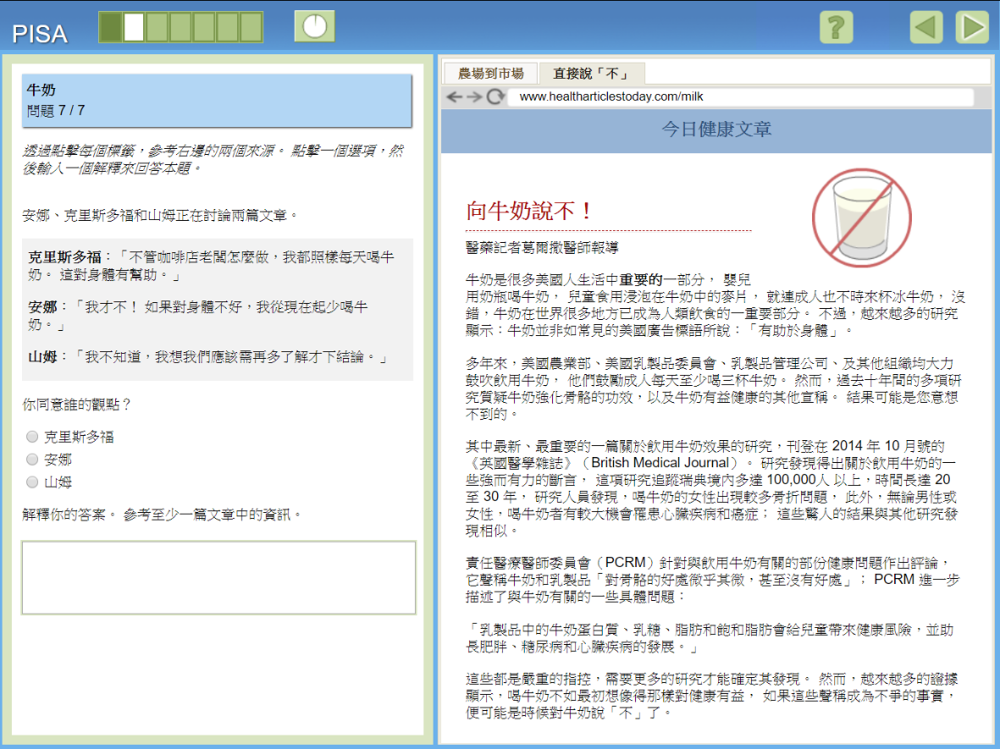 PISA
?
牛奶
問題 7 / 7
透過點擊每個標籤，參考右邊的兩個來源。 點擊一個選項，然
後輸入一個解釋來回答本題。
安娜、克里斯多福和山姆正在討論兩篇文章。
克里斯多福：「不管咖啡店老闆怎麼做，我都照樣每天喝牛
奶。 這對身體有幫助。」
安娜：「我才不！ 如果對身體不好，我從現在起少喝牛
奶。」
山姆：「我不知道，我想我們應該需再多了解才下結論。」
你同意誰的觀點？
克里斯多福
安娜
山姆
解釋你的答案。 參考至少一篇文章中的資訊。
農場到市場
直接說「不」
www.healtharticlestoday.com/milk
今日健康文章
向牛奶說不！
醫藥記者葛爾撒醫師報導
牛奶是很多美國人生活中重要的一部分， 嬰兒
用奶瓶喝牛奶， 兒童食用浸泡在牛奶中的麥片， 就連成人也不時來杯冰牛奶， 沒
錯，牛奶在世界很多地方已成為人類飲食的一重要部分。 不過，越來越多的研究
顯示：牛奶並非如常見的美國廣告標語所說：「有助於身體」。
多年來，美國農業部、美國乳製品委員會、乳製品管理公司、及其他組織均大力
鼓吹飲用牛奶， 他們鼓勵成人每天至少喝三杯牛奶。 然而，過去十年間的多項研
究質疑牛奶強化骨骼的功效，以及牛奶有益健康的其他宣稱。 結果可能是您意想
不到的。
其中最新、最重要的一篇關於飲用牛奶效果的研究，刊登在 2014 年 10 月號的
《英國醫學雜誌》（British Medical Journal）。 研究發現得出關於飲用牛奶的一
些強而有力的斷言， 這項研究追蹤瑞典境內多達 100,000人 以上，時間長達 20
至 30 年， 研究人員發現，喝牛奶的女性出現較多骨折問題， 此外，無論男性或
女性，喝牛奶者有較大機會罹患心臟疾病和癌症； 這些驚人的結果與其他研究發
現相似。
責任醫療醫師委員會（PCRM）針對與飲用牛奶有關的部份健康問題作出評論，
它聲稱牛奶和乳製品「對骨骼的好處微乎其微，甚至沒有好處」； PCRM 進一步
描述了與牛奶有關的一些具體問題：
「乳製品中的牛奶蛋白質、乳糖、脂肪和飽和脂肪會給兒童帶來健康風險，並助
長肥胖、糖尿病和心臟疾病的發展。」
這些都是嚴重的指控，需要更多的研究才能確定其發現。 然而，越來越多的證據
顯示，喝牛奶不如最初想像得那樣對健康有益， 如果這些聲稱成為不爭的事實，
便可能是時候對牛奶說「不」了。